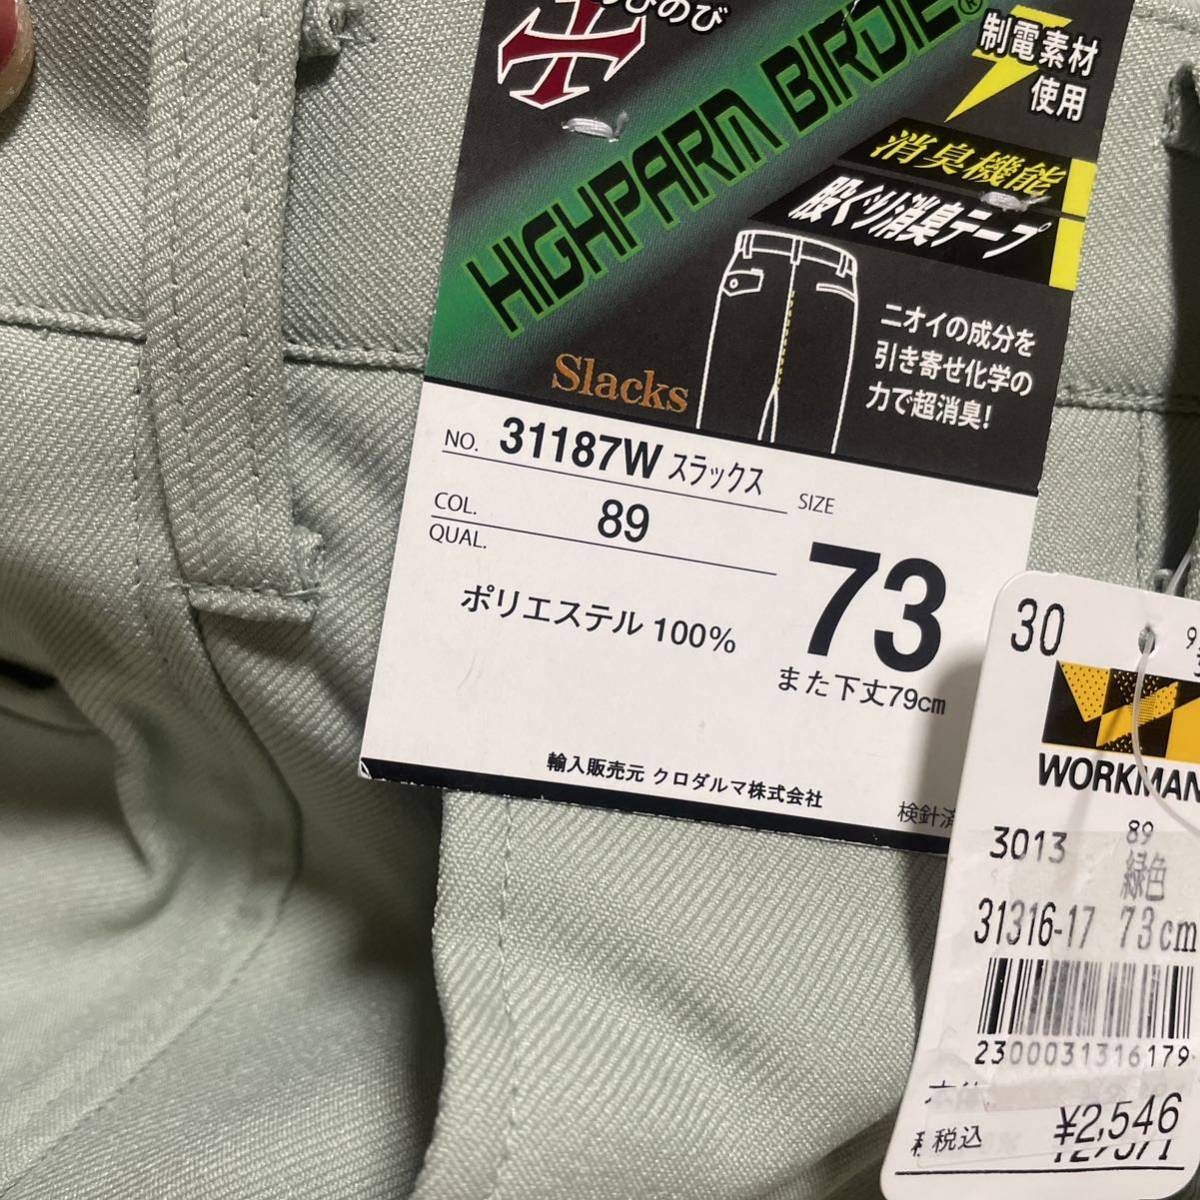 のびのび
HIGHPARM BIRDIE®
制電素材
使用
消臭機能
股ぐり消臭テープ
ニオイの成分を
引き寄せ化学の
力で超消臭!
Slacks
NO. 31187W スラックス
COL. 89
QUAL.
ポリエステル 100%
SIZE
73
また下丈79cm
輸入販売元 クロダルマ株式会社
検針済
30
WORKMAN
3013 89
緑色
31316-17 73cm
2300031316179
税込 ¥2,546